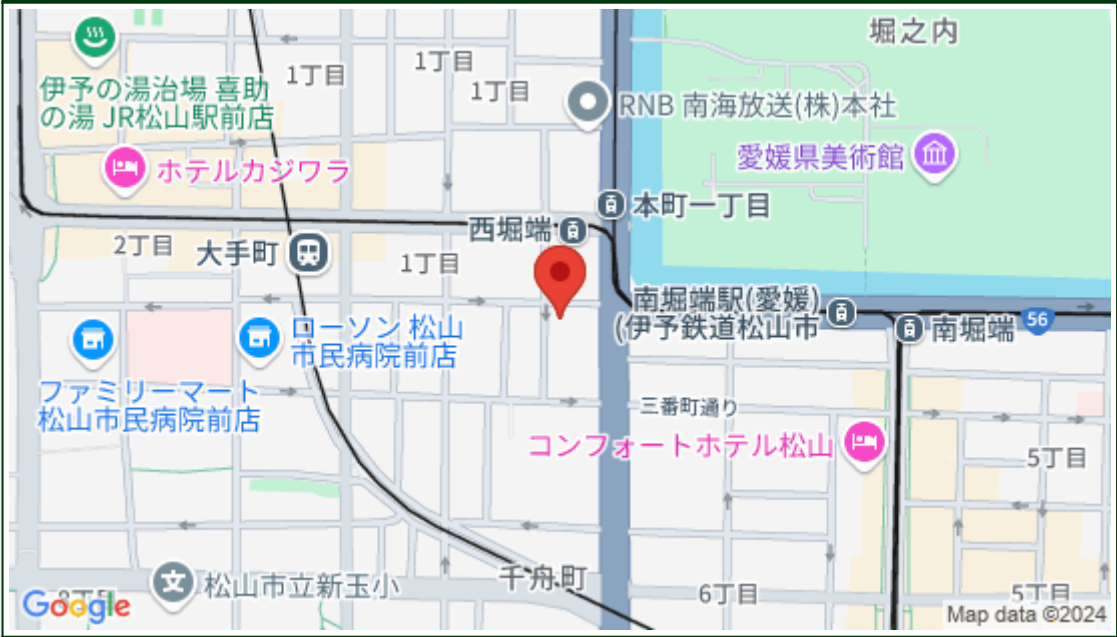 堀之内
1丁目
1丁目
1丁目
伊予の湯治場 喜助
の湯 JR松山駅前店
RNB 南海放送(株)本社
愛媛県美術館
ホテルカジワラ
本町一丁目
西堀端
2丁目
大手町
1丁目
南堀端駅(愛媛)
(伊予鉄道松山市
南堀端
56
ローソン 松山
市民病院前店
ファミリーマート
松山市民病院前店
三番町通り
コンフォートホテル松山
5丁目
千舟町
松山市立新玉小
6丁目
5丁目
Google
Map data ©2024